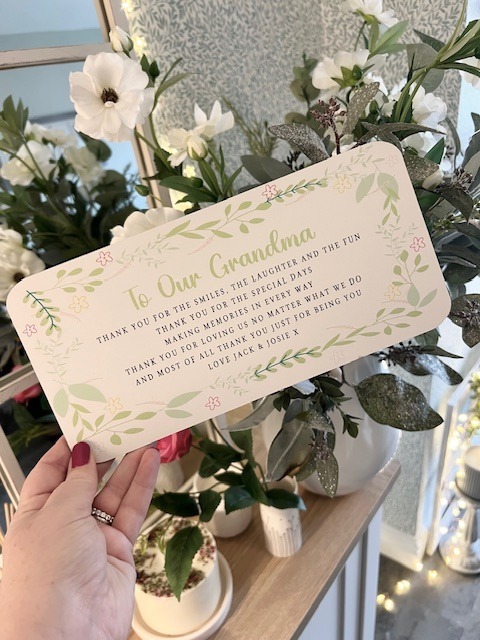 To Our Grandma
THANK YOU FOR THE SMILES, THE LAUGHTER AND THE FUN
THANK YOU FOR THE SPECIAL DAYS
MAKING MEMORIES IN EVERY WAY
THANK YOU FOR LOVING US NO MATTER WHAT WE DO
AND MOST OF ALL THANK YOU JUST FOR BEING YOU
LOVE JACK & JOSIE X